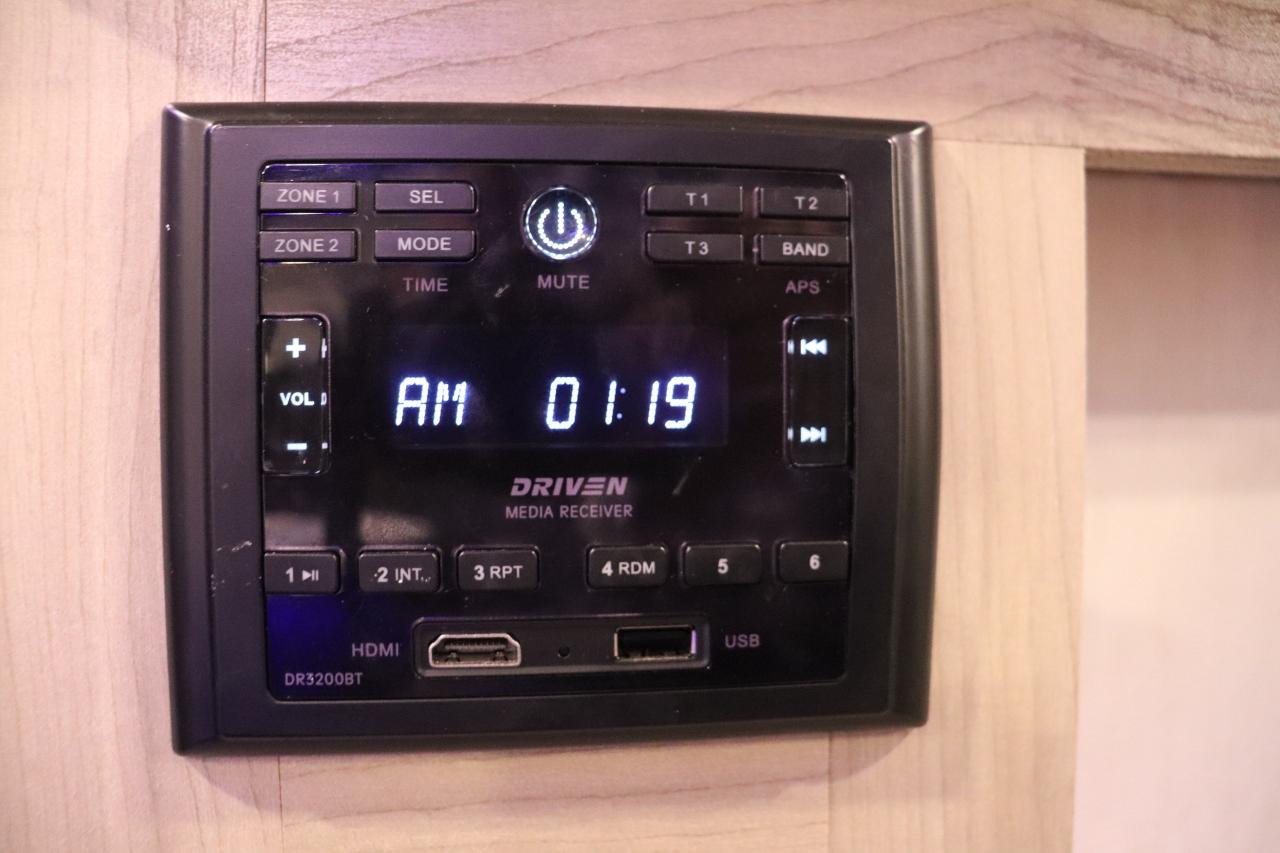 ZONE 1 SEL T1 T2
ZONE 2 MODE T3 BAND
TIME MUTE APS
+
VOL
-
AM 01:19
DRIVEN
MEDIA RECEIVER
1 2 INT 3 RPT 4 RDM 5 6
HDMI USB
DR3200BT